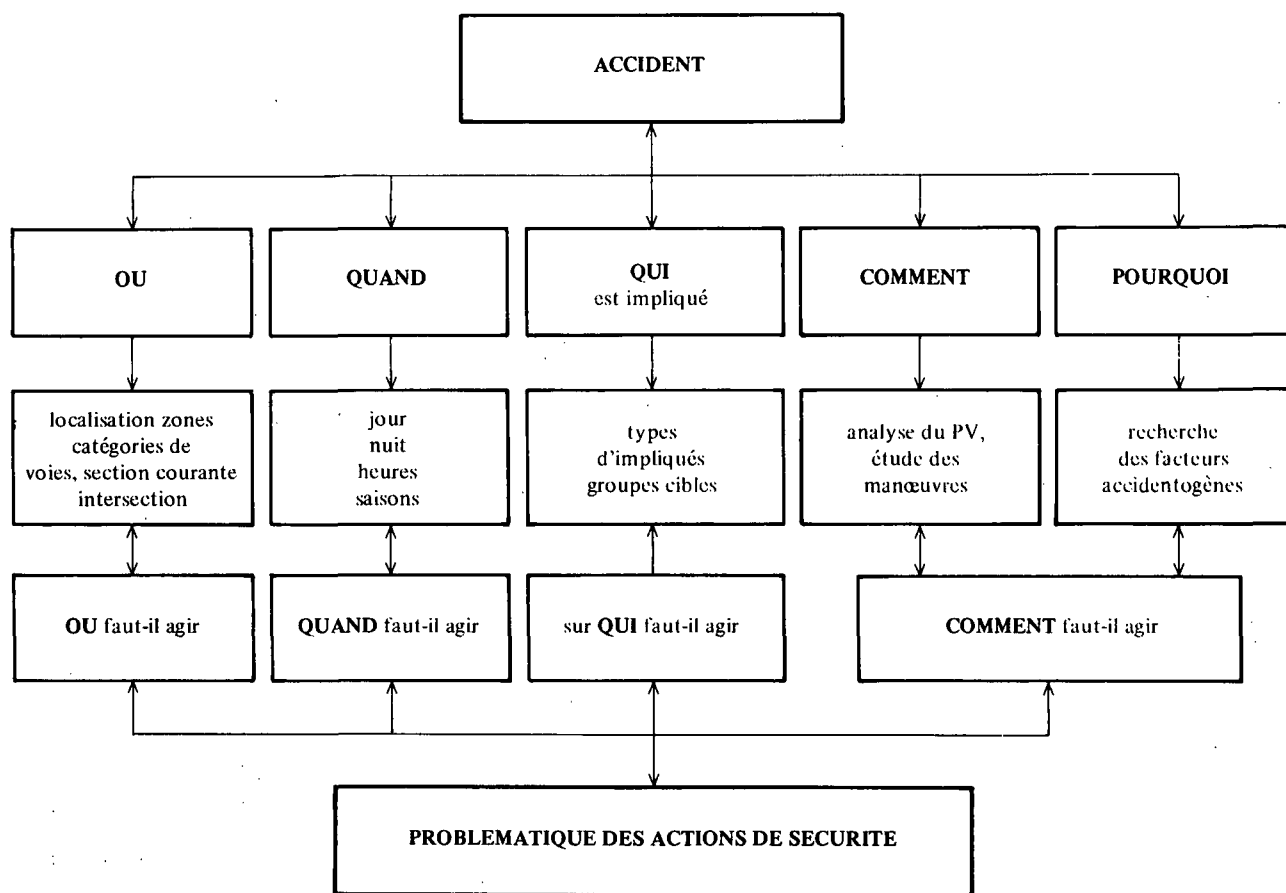 ACCIDENT
OU
QUAND
QUI
est impliqué
COMMENT
POURQUOI
localisation zones
catégories de
voies, section courante
intersection
jour
nuit
heures
saisons
types
d'impliqués
groupes cibles
analyse du PV,
étude des
manœuvres
recherche
des facteurs
accidentogènes
OU faut-il agir
QUAND faut-il agir
sur QUI faut-il agir
COMMENT faut-il agir
PROBLEMATIQUE DES ACTIONS DE SECURITE